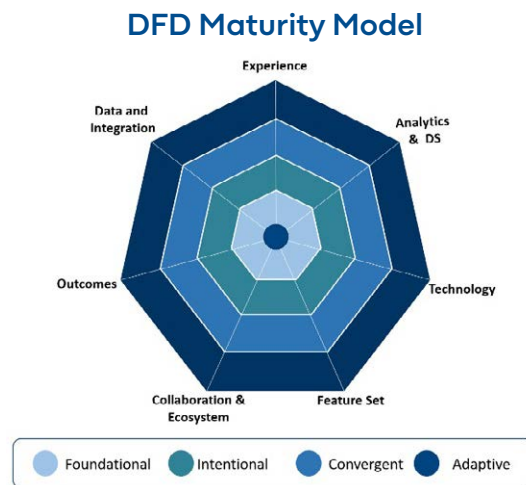 DFD Maturity Model
Experience
Data and
Integration
Analytics
& DS
Outcomes
Technology
Collaboration &
Ecosystem
Feature Set
Foundational
Intentional
Convergent
Adaptive